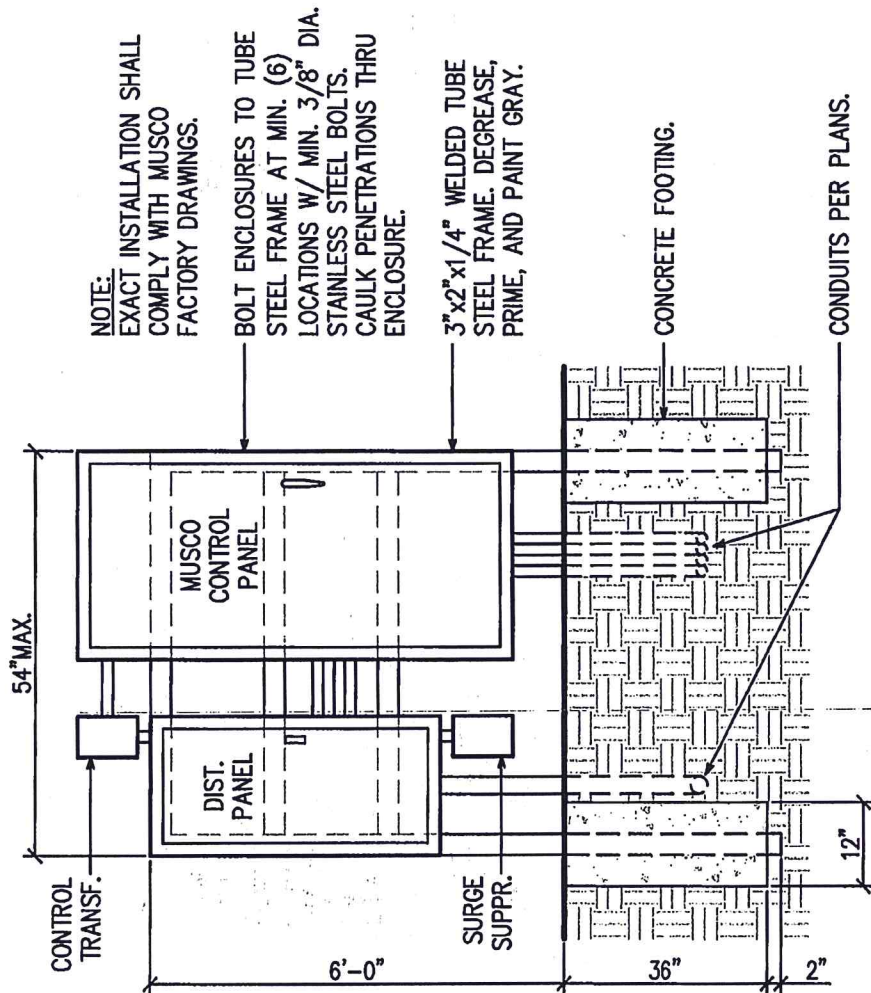 NOTE:
EXACT INSTALLATION SHALL
COMPLY WITH MUSCO
FACTORY DRAWINGS.
BOLT ENCLOSURES TO TUBE
STEEL FRAME AT MIN. (6)
LOCATIONS W/ MIN. 3/8" DIA.
STAINLESS STEEL BOLTS.
CAULK PENETRATIONS THRU
ENCLOSURE.
3"x2"x1/4" WELDED TUBE
STEEL FRAME. DEGREASE,
PRIME, AND PAINT GRAY.
CONCRETE FOOTING.
CONDUITS PER PLANS.
54"MAX.
MUSCO
CONTROL
PANEL
DIST.
PANEL
CONTROL
TRANSF.
SURGE
SUPPR.
6'-0"
36"
2"
12"